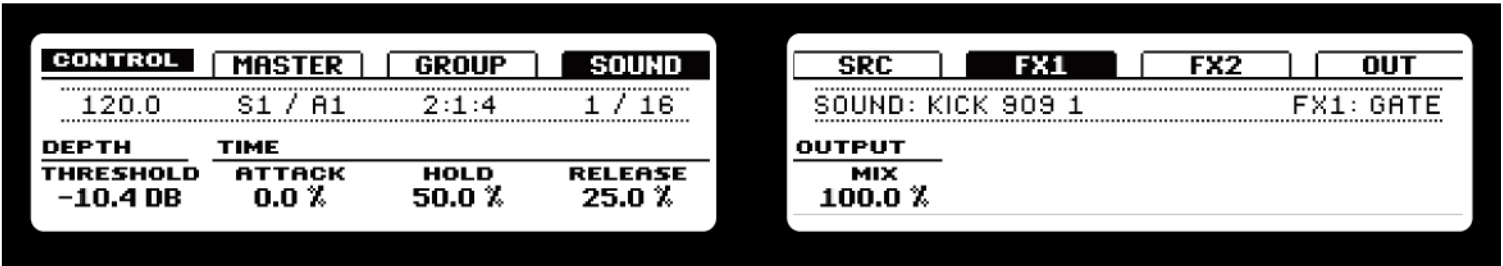 CONTROL MASTER GROUP SOUND
120.0 S1 / A1 2:1:4 1 / 16
DEPTH TIME
THRESHOLD ATTACK HOLD RELEASE
-10.4 DB 0.0 % 50.0 % 25.0 %
SRC FX1 FX2 OUT
SOUND: KICK 909 1 FX1: GATE
OUTPUT
MIX
100.0 %